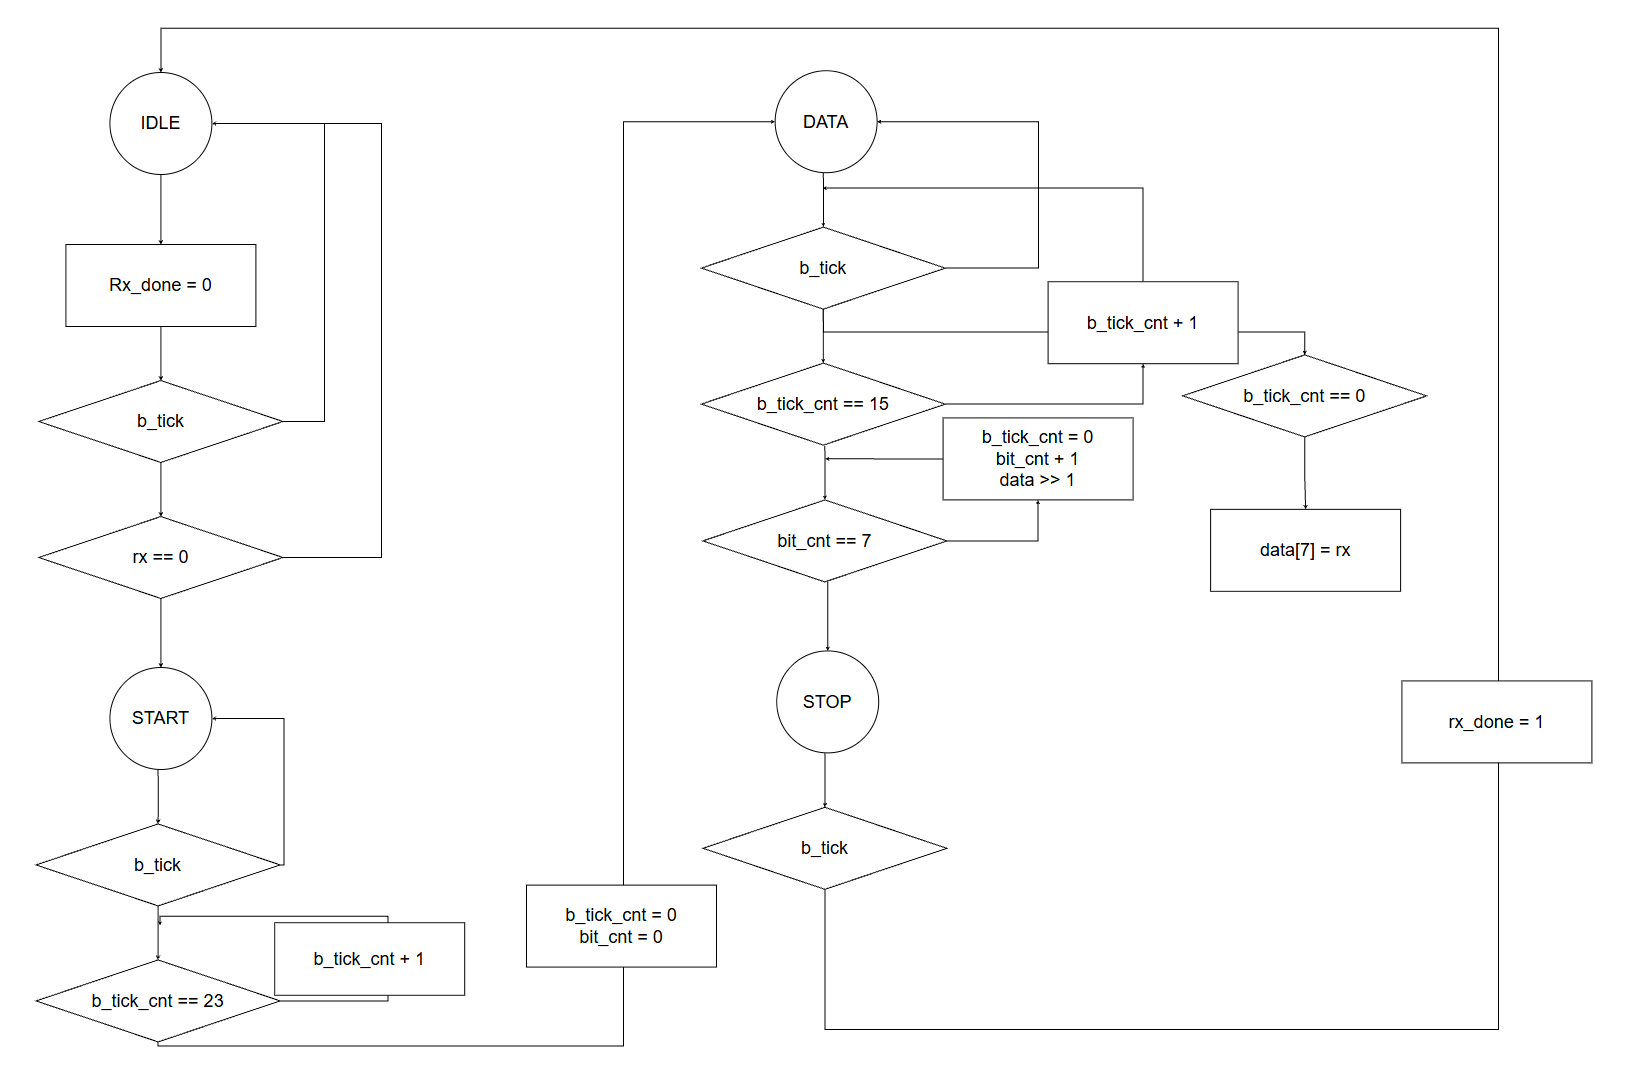 IDLE
Rx_done = 0
b_tick
rx == 0
START
b_tick
b_tick_cnt + 1
b_tick_cnt == 23
b_tick_cnt = 0
bit_cnt = 0
DATA
b_tick
b_tick_cnt + 1
b_tick_cnt == 15
b_tick_cnt == 0
b_tick_cnt = 0
bit_cnt + 1
data >> 1
bit_cnt == 7
data[7] = rx
STOP
rx_done = 1
b_tick